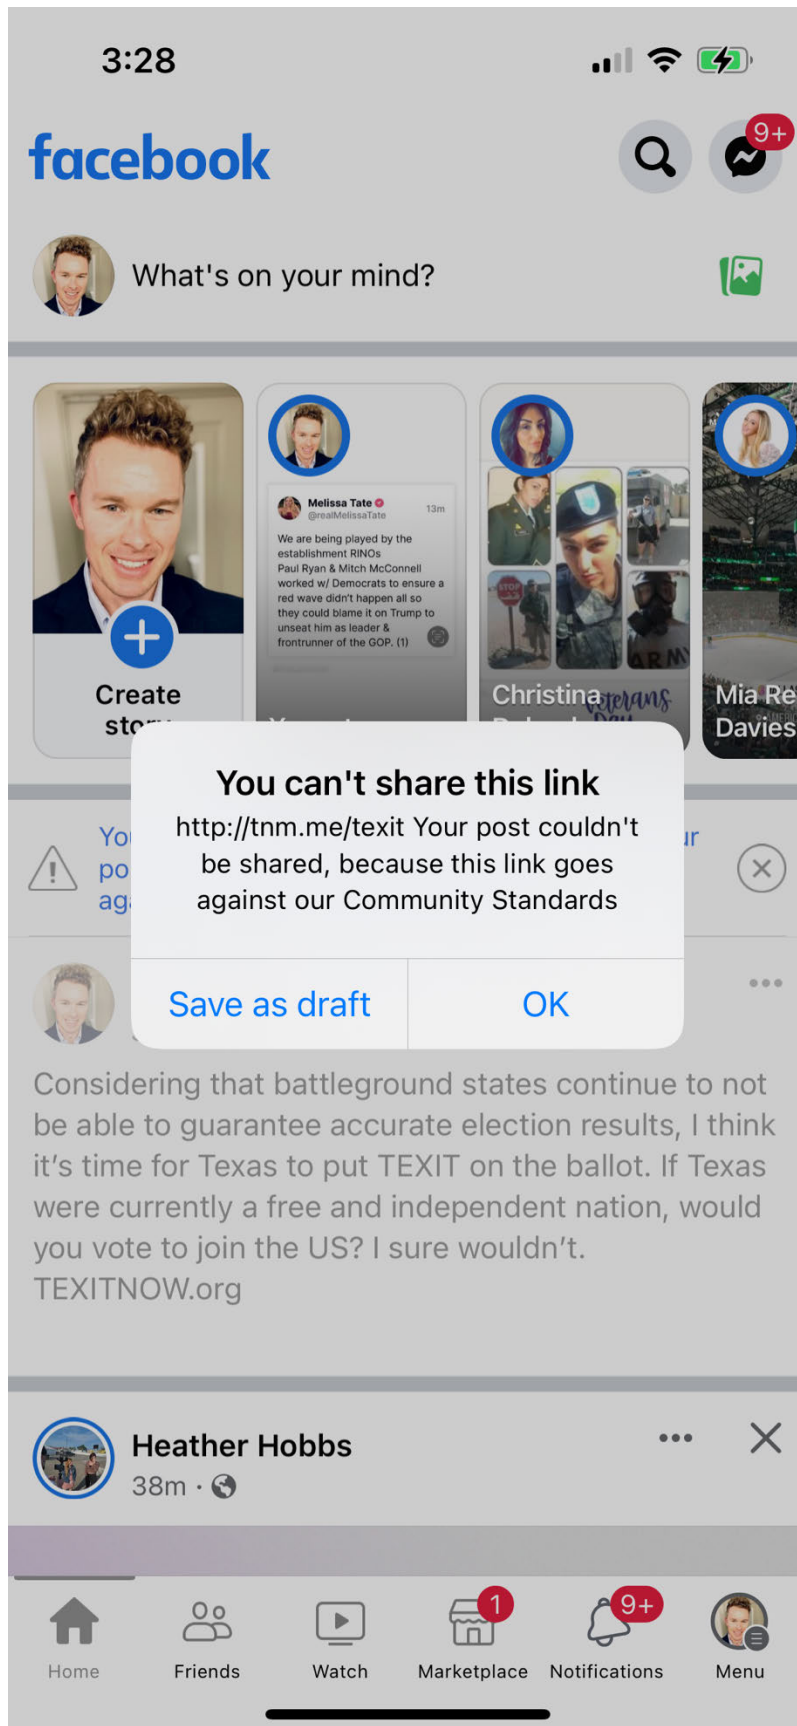 3:28
facebook
9+
What's on your mind?
Melissa Tate
@realMelissaTate
13m
We are being played by the
establishment RINOs
Paul Ryan & Mitch McConnell
worked w/ Democrats to ensure a
red wave didn't happen all so
they could blame it on Trump to
unseat him as leader &
frontrunner of the GOP. (1)
STOP
ARMY
Veterans
Create
story
Christina
Mia Re
Davies
You can't share this link
http://tnm.me/texit Your post couldn't
be shared, because this link goes
against our Community Standards
Save as draft
OK
Considering that battleground states continue to not
be able to guarantee accurate election results, I think
it's time for Texas to put TEXIT on the ballot. If Texas
were currently a free and independent nation, would
you vote to join the US? I sure wouldn't.
TEXITNOW.org
Heather Hobbs
38m ·
1
9+
Home
Friends
Watch
Marketplace
Notifications
Menu